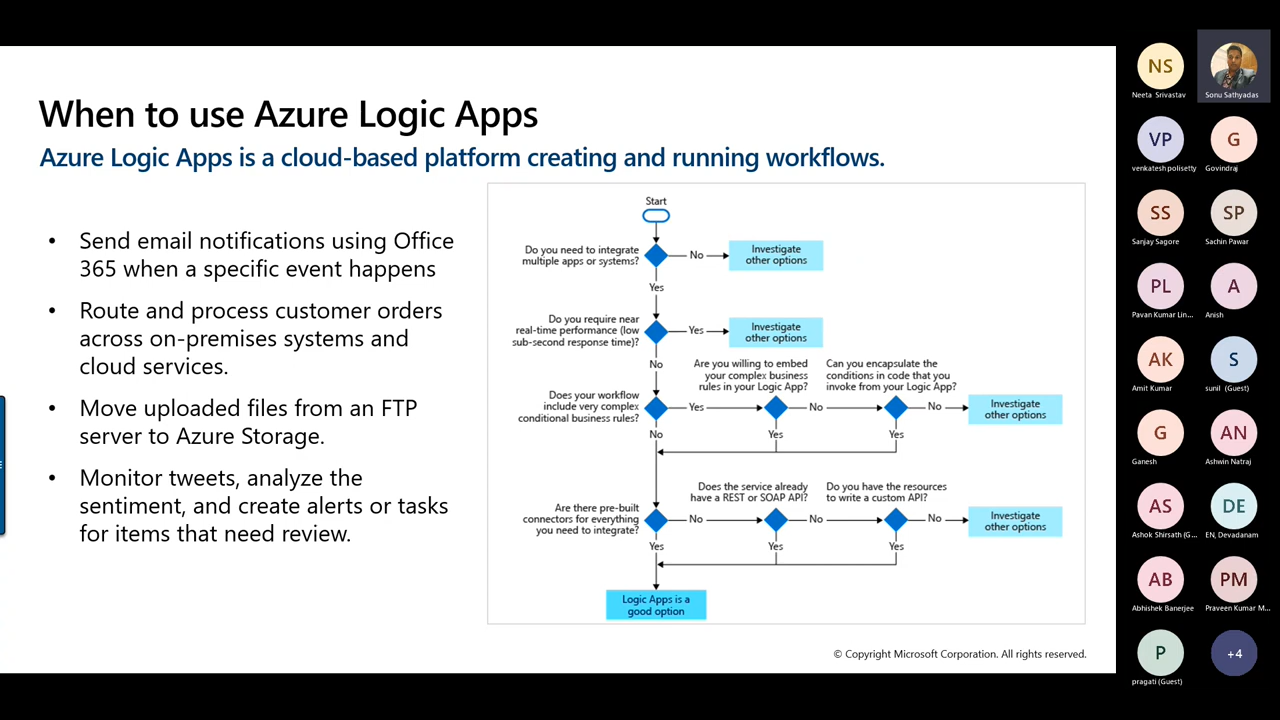 When to use Azure Logic Apps
Azure Logic Apps is a cloud-based platform creating and running workflows.
• Send email notifications using Office
365 when a specific event happens
• Route and process customer orders
across on-premises systems and
cloud services.
• Move uploaded files from an FTP
server to Azure Storage.
• Monitor tweets, analyze the
sentiment, and create alerts or tasks
for items that need review.
Start
Do you need to integrate
multiple apps or systems?
No
Investigate
other options
Yes
Do you require near
real-time performance (low
sub-second response time)?
Yes
Investigate
other options
No
Are you willing to embed
your complex business
rules in your Logic App?
Can you encapsulate the
conditions in code that you
invoke from your Logic App?
Does your workflow
include very complex
conditional business rules?
Yes
No
No
Investigate
other options
No
Yes
Yes
Does the service already
have a REST or SOAP API?
Do you have the resources
to write a custom API?
Are there pre-built
connectors for everything
you need to integrate?
No
No
No
Investigate
other options
Yes
Yes
Yes
Logic Apps is a
good option
© Copyright Microsoft Corporation. All rights reserved.
NS
Neeta Srivastav
Sonu Sathyadas
VP
venkatesh polisetty
G
Govindraj
SS
Sanjay Sagore
SP
Sachin Pawar
PL
Pavan Kumar Lin...
A
Anish
AK
Amit Kumar
S
sunil (Guest)
G
Ganesh
AN
Ashwin Natraj
AS
Ashok Shirsath (G...
DE
EN, Devadanam
AB
Abhishek Banerjee
PM
Praveen Kumar M...
P
pragati (Guest)
+4